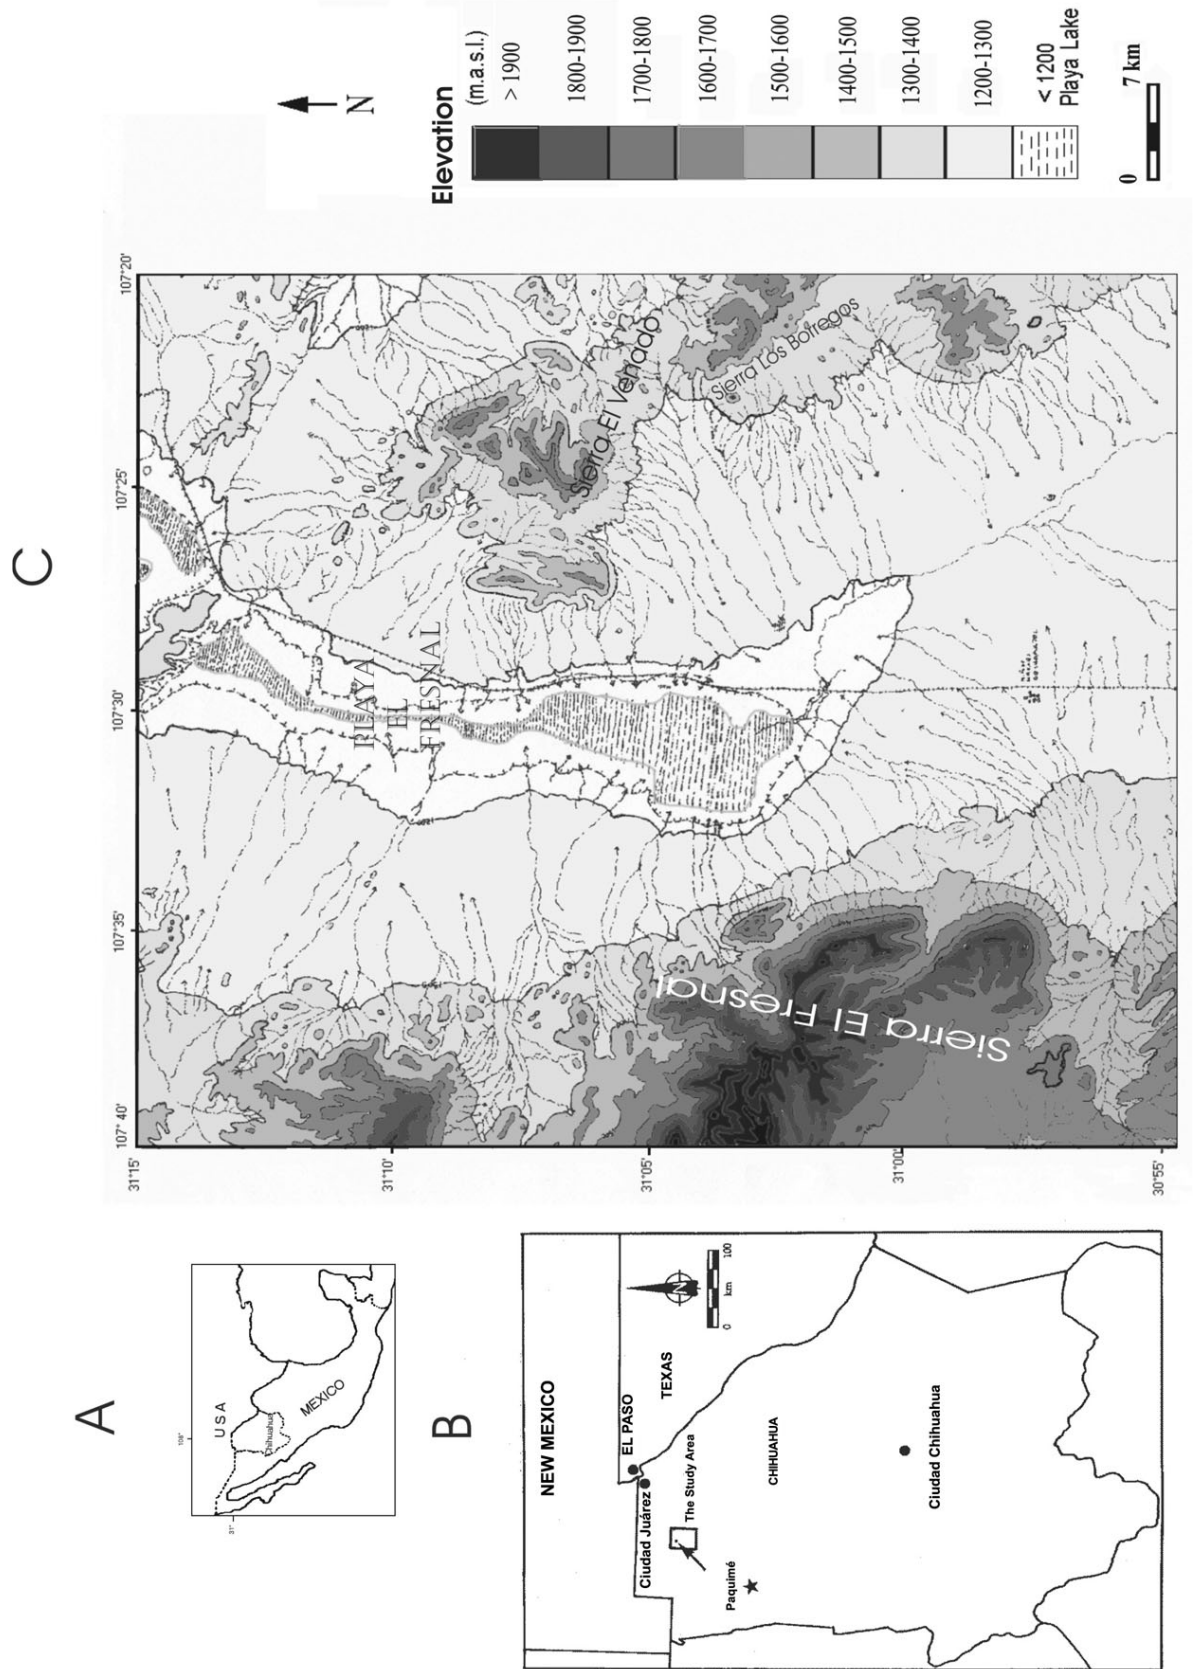 A
USA
MEXICO
Chihuahua
31°
B
NEW MEXICO
EL PASO
TEXAS
Ciudad Juárez
The Study Area
Paquimé
CHIHUAHUA
Ciudad Chihuahua
N
0 km 100
C
107° 40'
107°35'
107°30'
107°25'
107°20'
31°15'
31°10'
31°05'
31°00'
30°55'
PLAYA
EL
FRESNAL
Sierra El Fresnal
Sierra El Venado
Sierra Los Borregos
N
Elevation
(m.a.s.l.)
> 1900
1800-1900
1700-1800
1600-1700
1500-1600
1400-1500
1300-1400
1200-1300
< 1200
Playa Lake
0 7 km